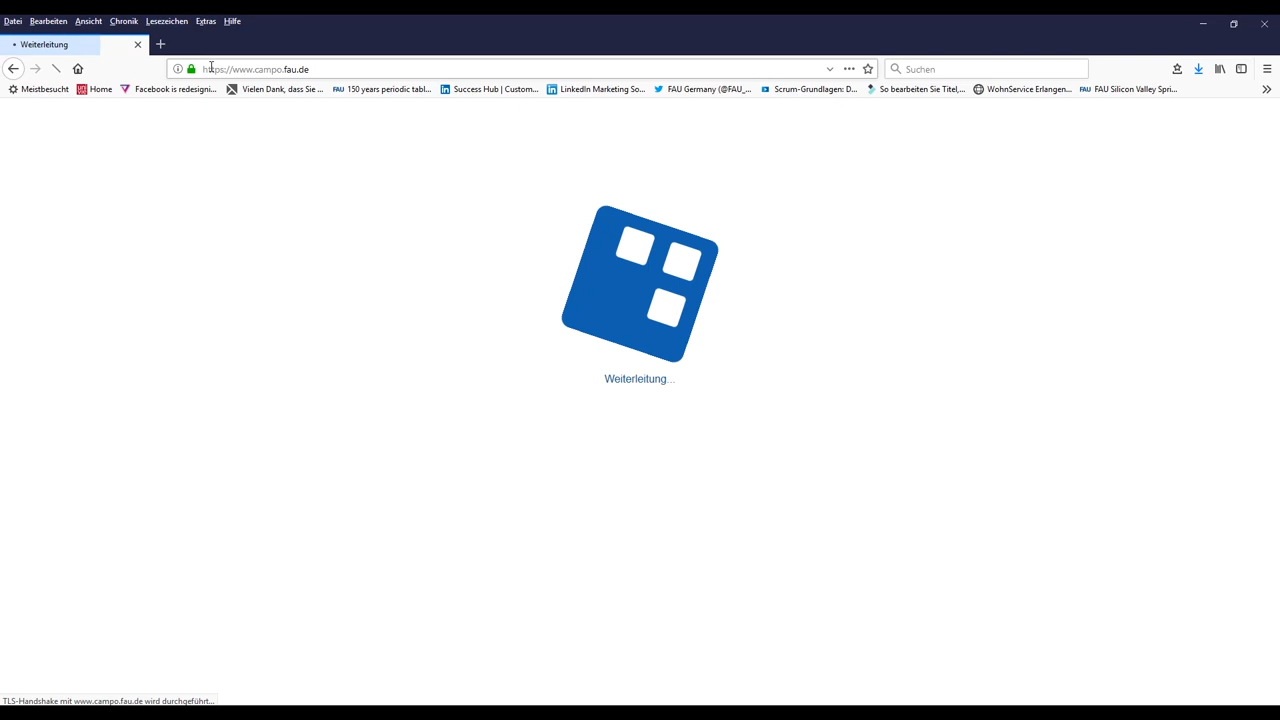 Datei Bearbeiten Ansicht Chronik Lesezeichen Extras Hilfe
• Weiterleitung
https://www.campo.fau.de
Suchen
Meistbesucht Home Facebook is redesigni... Vielen Dank, dass Sie ... FAU 150 years periodic tabl... Success Hub | Custom... LinkedIn Marketing So... FAU Germany (@FAU_... Scrum-Grundlagen: D... So bearbeiten Sie Titel,... WohnService Erlangen... FAU FAU Silicon Valley Spri...
Weiterleitung...
TLS-Handshake mit www.campo.fau.de wird durchgeführt...